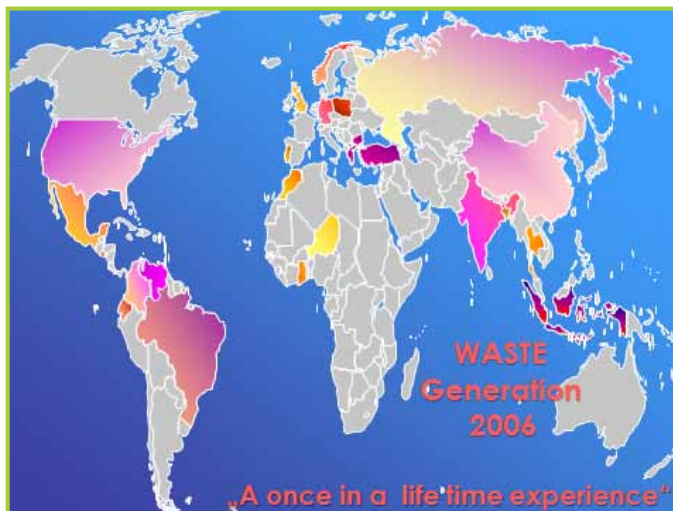 WASTE
Generation
2006
„A once in a life time experience“